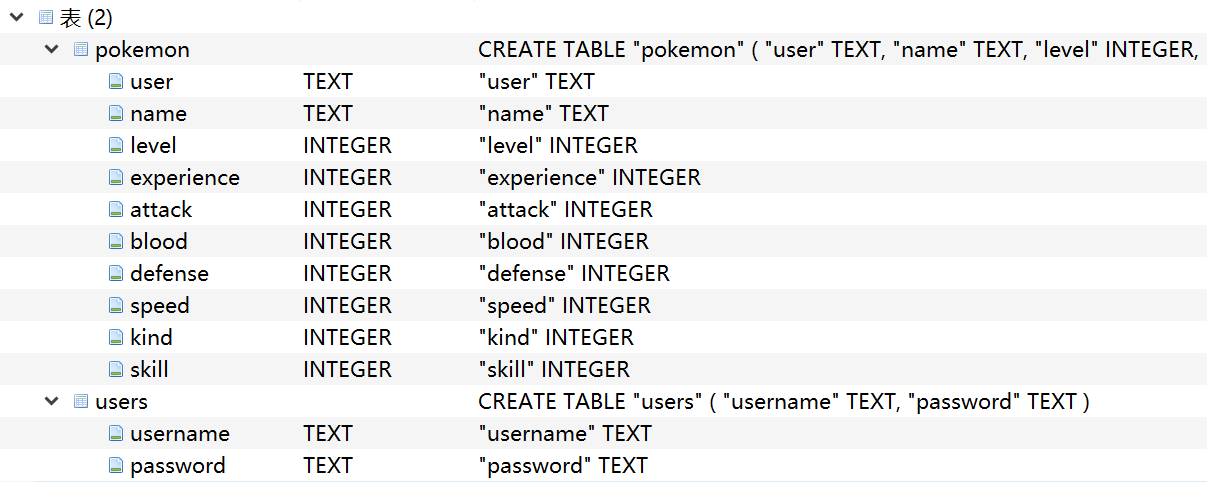 表 (2)
pokemon CREATE TABLE "pokemon" ( "user" TEXT, "name" TEXT, "level" INTEGER,
user TEXT "user" TEXT
name TEXT "name" TEXT
level INTEGER "level" INTEGER
experience INTEGER "experience" INTEGER
attack INTEGER "attack" INTEGER
blood INTEGER "blood" INTEGER
defense INTEGER "defense" INTEGER
speed INTEGER "speed" INTEGER
kind INTEGER "kind" INTEGER
skill INTEGER "skill" INTEGER
users CREATE TABLE "users" ( "username" TEXT, "password" TEXT )
username TEXT "username" TEXT
password TEXT "password" TEXT